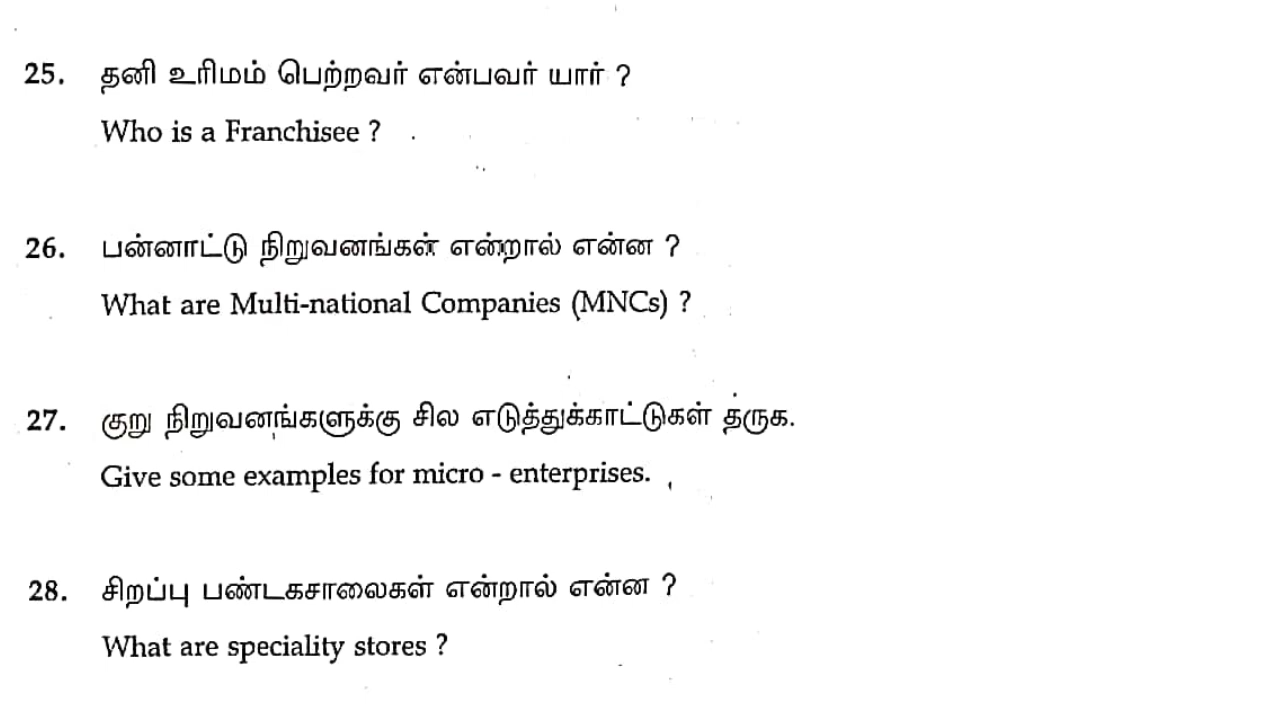 25. தனி உரிமம் பெற்றவர் என்பவர் யார் ?
Who is a Franchisee ?
26. பன்னாட்டு நிறுவனங்கள் என்றால் என்ன ?
What are Multi-national Companies (MNCs) ?
27. குறு நிறுவனங்களுக்கு சில எடுத்துக்காட்டுகள் தருக.
Give some examples for micro - enterprises.
28. சிறப்பு பண்டகசாலைகள் என்றால் என்ன ?
What are speciality stores ?